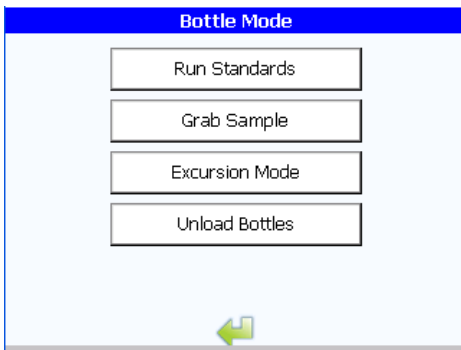 Bottle Mode
Run Standards
Grab Sample
Excursion Mode
Unload Bottles